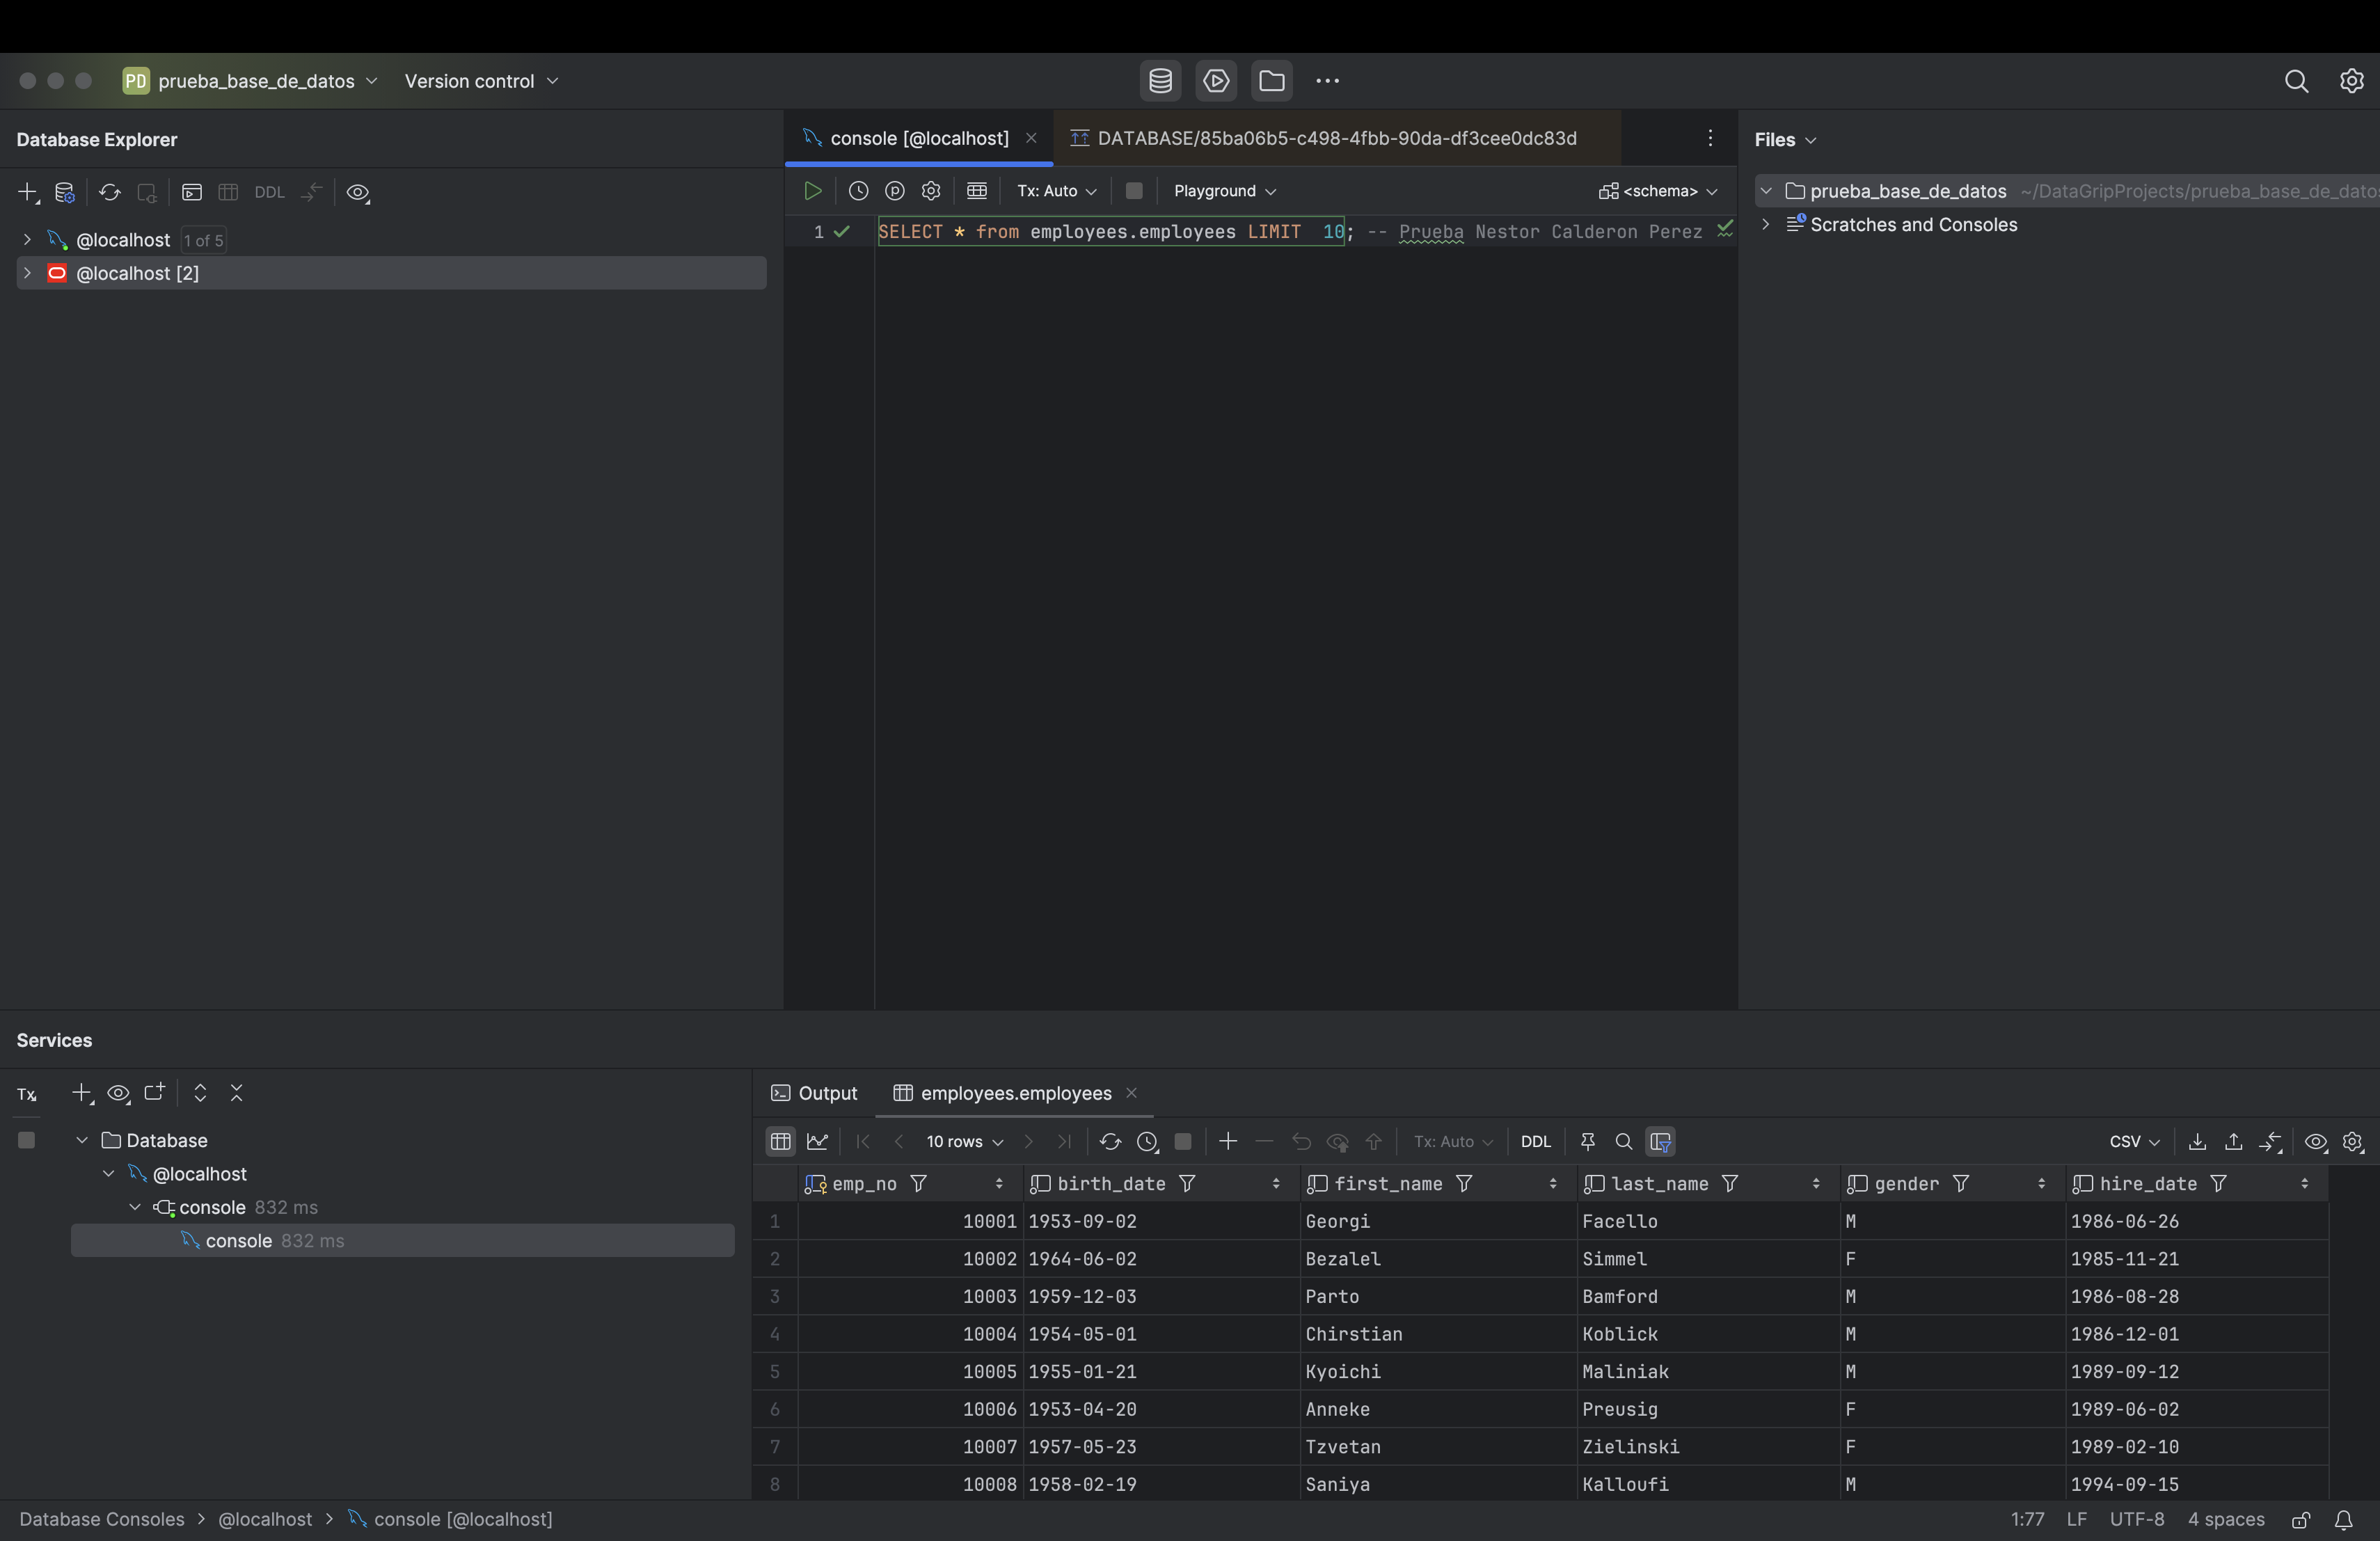 PD prueba_base_de_datos Version control
Database Explorer
DDL
@localhost 1 of 5
@localhost [2]
console [@localhost] DATABASE/85ba06b5-c498-4fbb-90da-df3cee0dc83d
Tx: Auto Playground <schema>
1 SELECT * from employees.employees LIMIT 10; -- Prueba Nestor Calderon Perez
Files
prueba_base_de_datos ~/DataGripProjects/prueba_base_de_datos
Scratches and Consoles
Services
Tx
Database
@localhost
console 832 ms
console 832 ms
Output employees.employees
10 rows Tx: Auto DDL CSV
emp_no birth_date first_name last_name gender hire_date
1 10001 1953-09-02 Georgi Facello M 1986-06-26
2 10002 1964-06-02 Bezalel Simmel F 1985-11-21
3 10003 1959-12-03 Parto Bamford M 1986-08-28
4 10004 1954-05-01 Chirstian Koblick M 1986-12-01
5 10005 1955-01-21 Kyoichi Maliniak M 1989-09-12
6 10006 1953-04-20 Anneke Preusig F 1989-06-02
7 10007 1957-05-23 Tzvetan Zielinski F 1989-02-10
8 10008 1958-02-19 Saniya Kalloufi M 1994-09-15
Database Consoles > @localhost > console [@localhost] 1:77 LF UTF-8 4 spaces